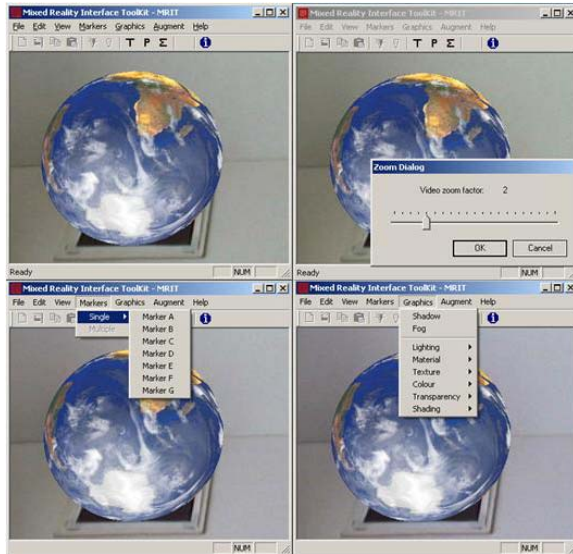 Mixed Reality Interface ToolKit - MRIT
File Edit View Markers Graphics Augment Help
T P Σ
Ready
NUM
Mixed Reality Interface ToolKit - MRIT
File Edit View Markers Graphics Augment Help
T P Σ
Zoom Dialog
Video zoom factor: 2
OK Cancel
NUM
Mixed Reality Interface ToolKit - MRIT
File Edit View Markers Graphics Augment Help
Single
Multiple
Marker A
Marker B
Marker C
Marker D
Marker E
Marker F
Marker G
NUM
Mixed Reality Interface ToolKit - MRIT
File Edit View Markers Graphics Augment Help
Shadow
Fog
Lighting
Material
Texture
Colour
Transparency
Shading
NUM